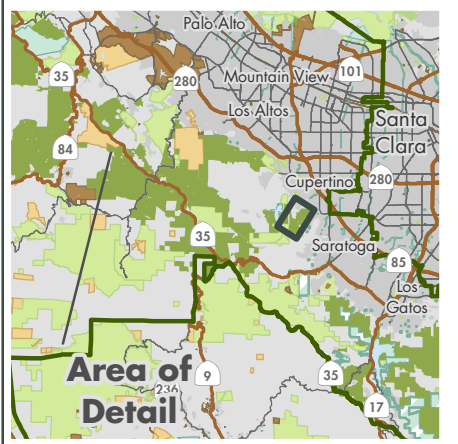 Palo Alto
35
280
Mountain View
101
Los Altos
Santa
Clara
84
Cupertino
280
35
Saratoga
85
Los
Gatos
Area of
Detail
236
9
35
17